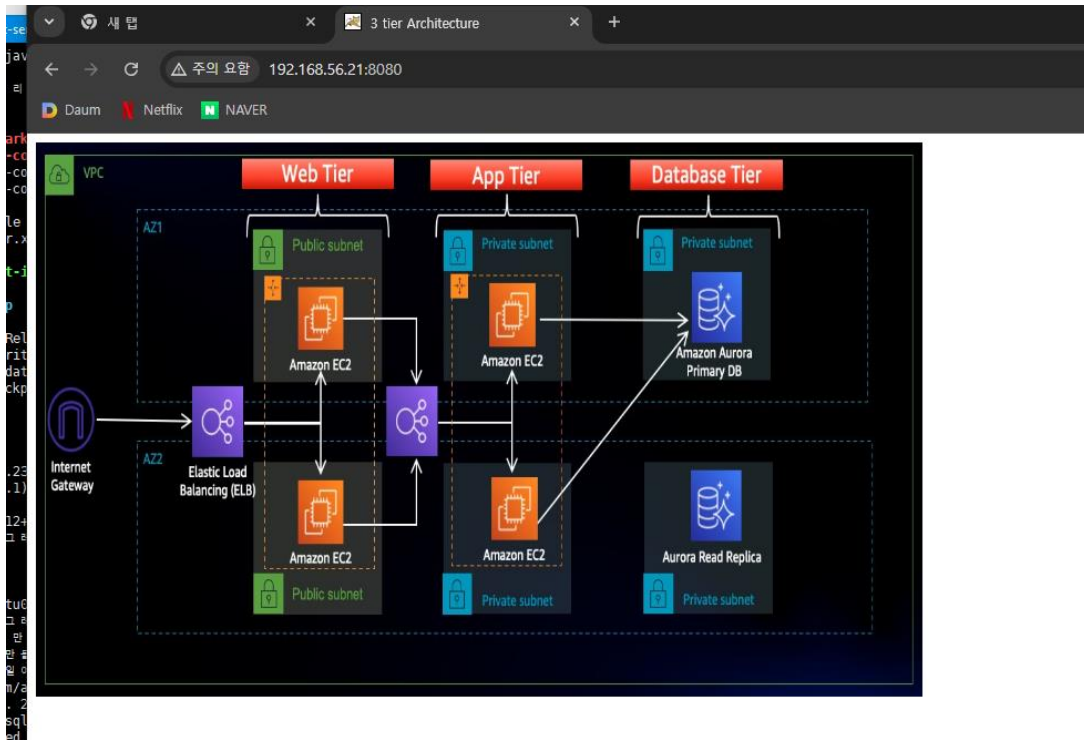 새 탭
3 tier Architecture
주의 요함
192.168.56.21:8080
Daum
Netflix
NAVER
VPC
Web Tier
App Tier
Database Tier
AZ1
Public subnet
Private subnet
Private subnet
Amazon EC2
Amazon EC2
Amazon Aurora
Primary DB
Internet
Gateway
AZ2
Elastic Load
Balancing (ELB)
Amazon EC2
Amazon EC2
Aurora Read Replica
Public subnet
Private subnet
Private subnet